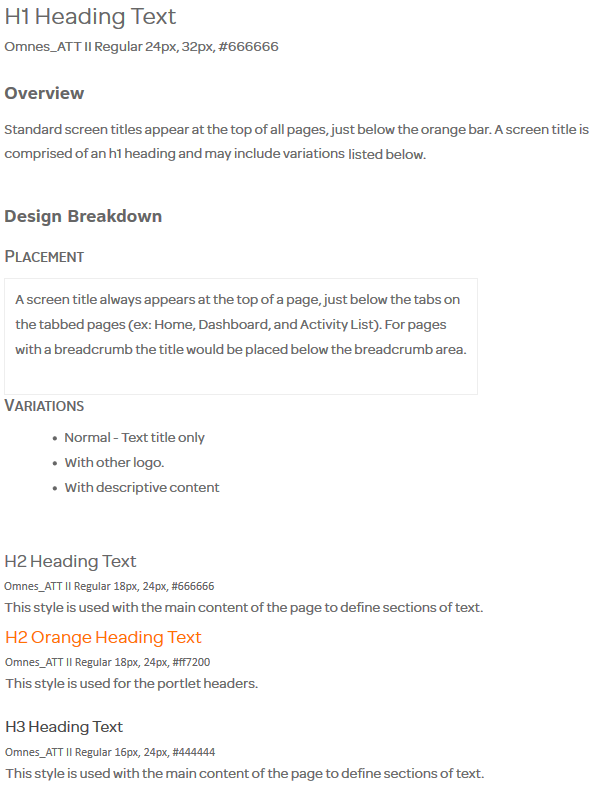 H1 Heading Text
Omnes_ATT II Regular 24px, 32px, #666666
Overview
Standard screen titles appear at the top of all pages, just below the orange bar. A screen title is
comprised of an h1 heading and may include variations listed below.
Design Breakdown
PLACEMENT
A screen title always appears at the top of a page, just below the tabs on
the tabbed pages (ex: Home, Dashboard, and Activity List). For pages
with a breadcrumb the title would be placed below the breadcrumb area.
VARIATIONS
• Normal - Text title only
• With other logo.
• With descriptive content
H2 Heading Text
Omnes_ATT II Regular 18px, 24px, #666666
This style is used with the main content of the page to define sections of text.
H2 Orange Heading Text
Omnes_ATT II Regular 18px, 24px, #ff7200
This style is used for the portlet headers.
H3 Heading Text
Omnes_ATT II Regular 16px, 24px, #444444
This style is used with the main content of the page to define sections of text.